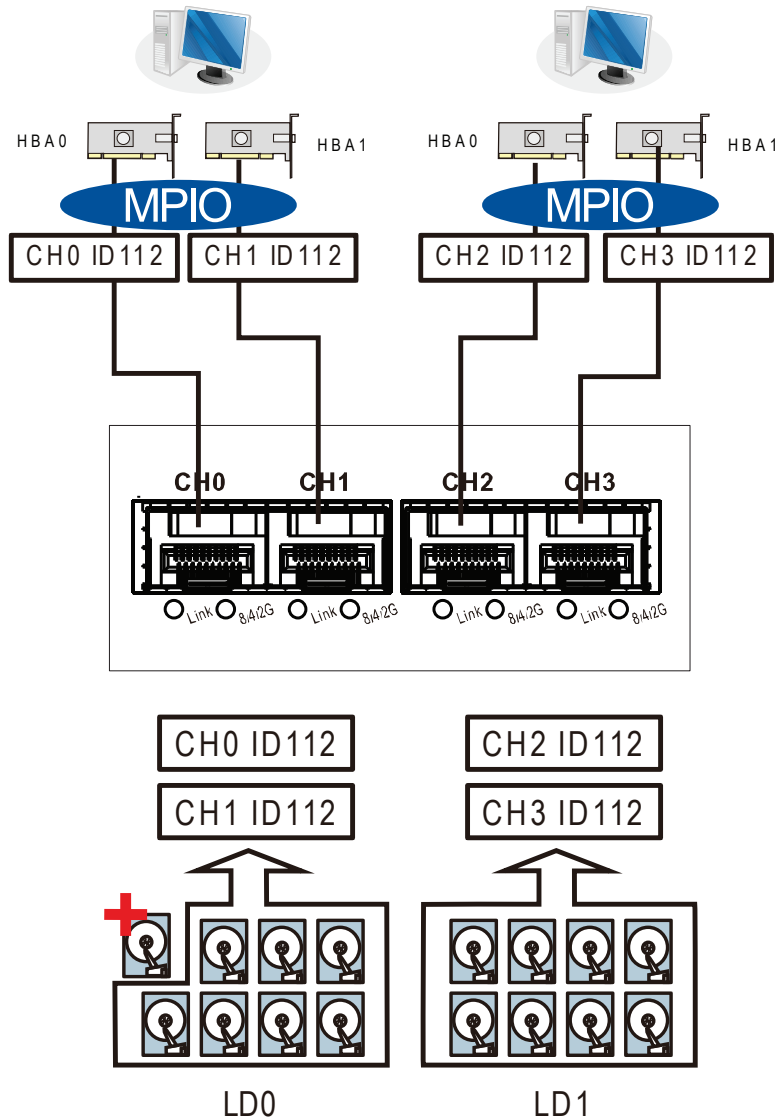 HBA0
HBA1
HBA0
HBA1
MPIO
MPIO
CH0 ID112
CH1 ID112
CH2 ID112
CH3 ID112
CH0
CH1
CH2
CH3
Link
8/4/2G
Link
8/4/2G
Link
8/4/2G
Link
8/4/2G
CH0 ID112
CH2 ID112
CH1 ID112
CH3 ID112
LD0
LD1